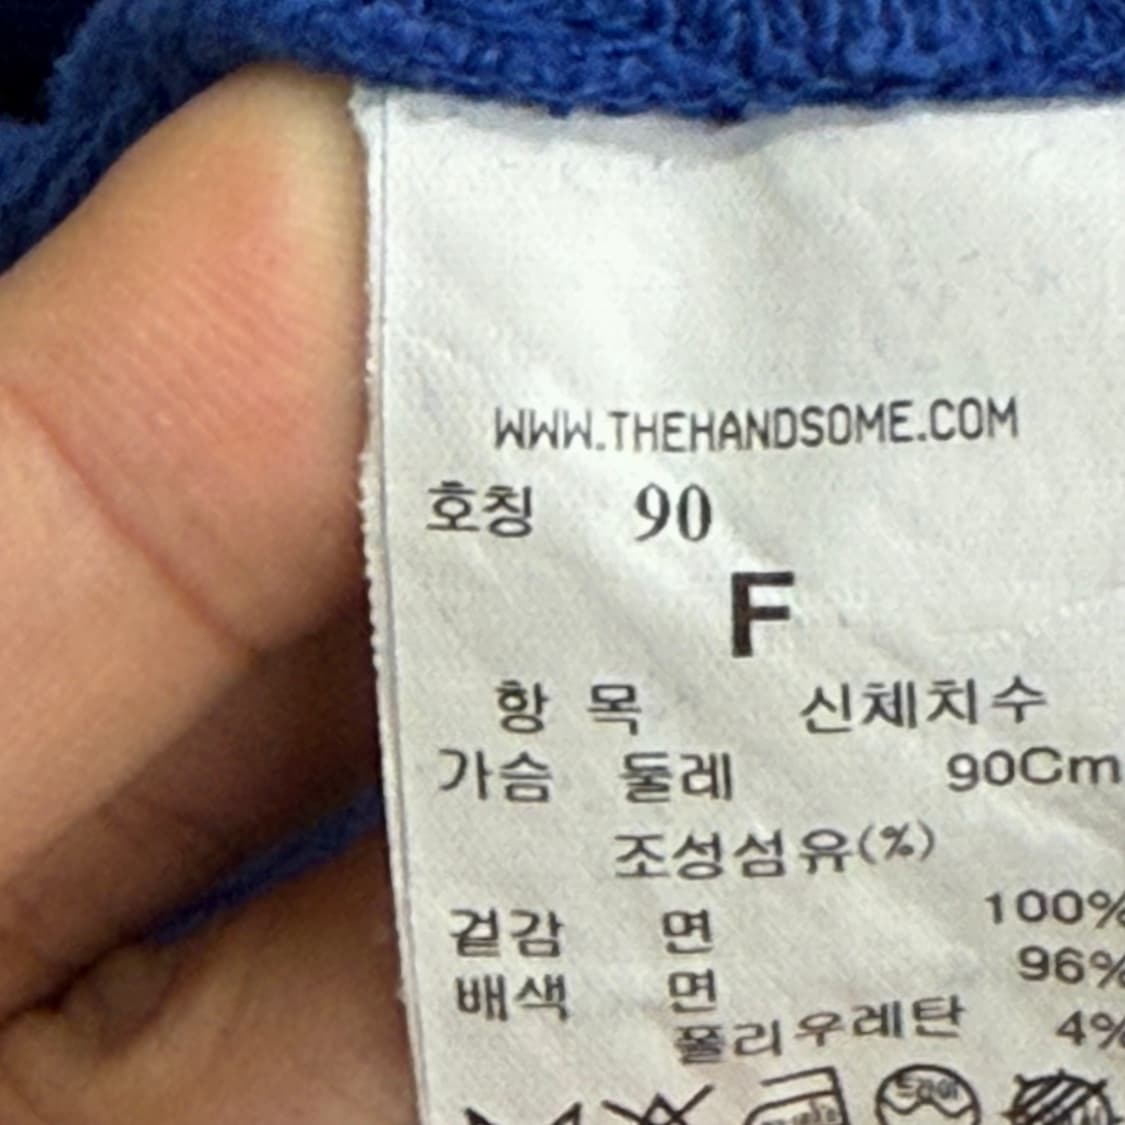 WWW.THEHANDSOME.COM
호칭 90
F
항 목 신체치수
가슴 둘레 90Cm
조성섬유(%)
겉감 면 100%
배색 면 96%
폴리우레탄 4%